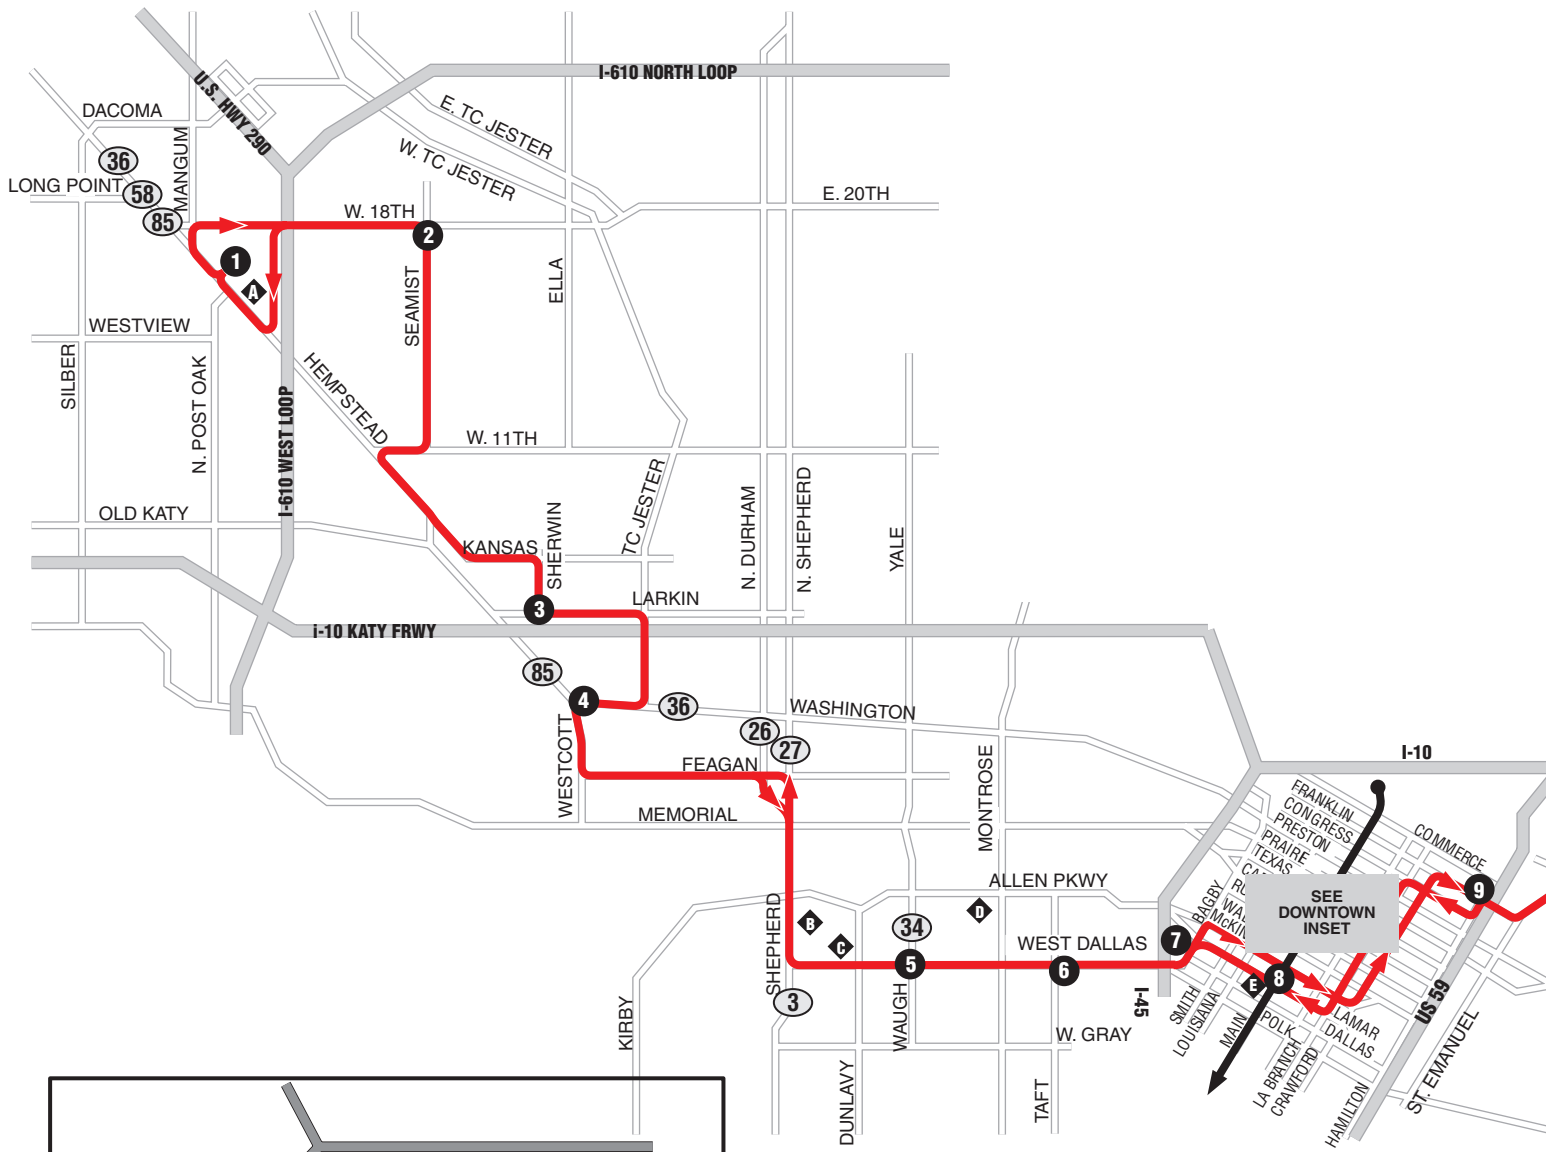 I-610 NORTH LOOP
U.S. HWY 290
DACOMA
MANGUM
E. TC JESTER
W. TC JESTER
36
LONG POINT
58
85
E. 20TH
W. 18TH
2
1
A
SEAMIST
ELLA
WESTVIEW
SILBER
N. POST OAK
HEMPSTEAD
I-610 WEST LOOP
W. 11TH
TC JESTER
N. DURHAM
N. SHEPHERD
YALE
OLD KATY
KANSAS
SHERWIN
3
LARKIN
i-10 KATY FRWY
85
4
36
WASHINGTON
26
27
WESTCOTT
FEAGAN
MEMORIAL
MONTROSE
I-10
FRANKLIN
CONGRESS
PRESTON
PRAIRE
TEXAS
COMMERCE
9
SEE
DOWNTOWN
INSET
BAGBY
McKIN
ALLEN PKWY
SHEPHERD
B
C
34
D
WEST DALLAS
5
6
7
8
E
3
KIRBY
WAUGH
I-45
SMITH
LOUISIANA
MAIN
POLK
LAMAR
DALLAS
LA BRANCH
CRAWFORD
US 59
ST. EMANUEL
HAMILTON
W. GRAY
DUNLAVY
TAFT